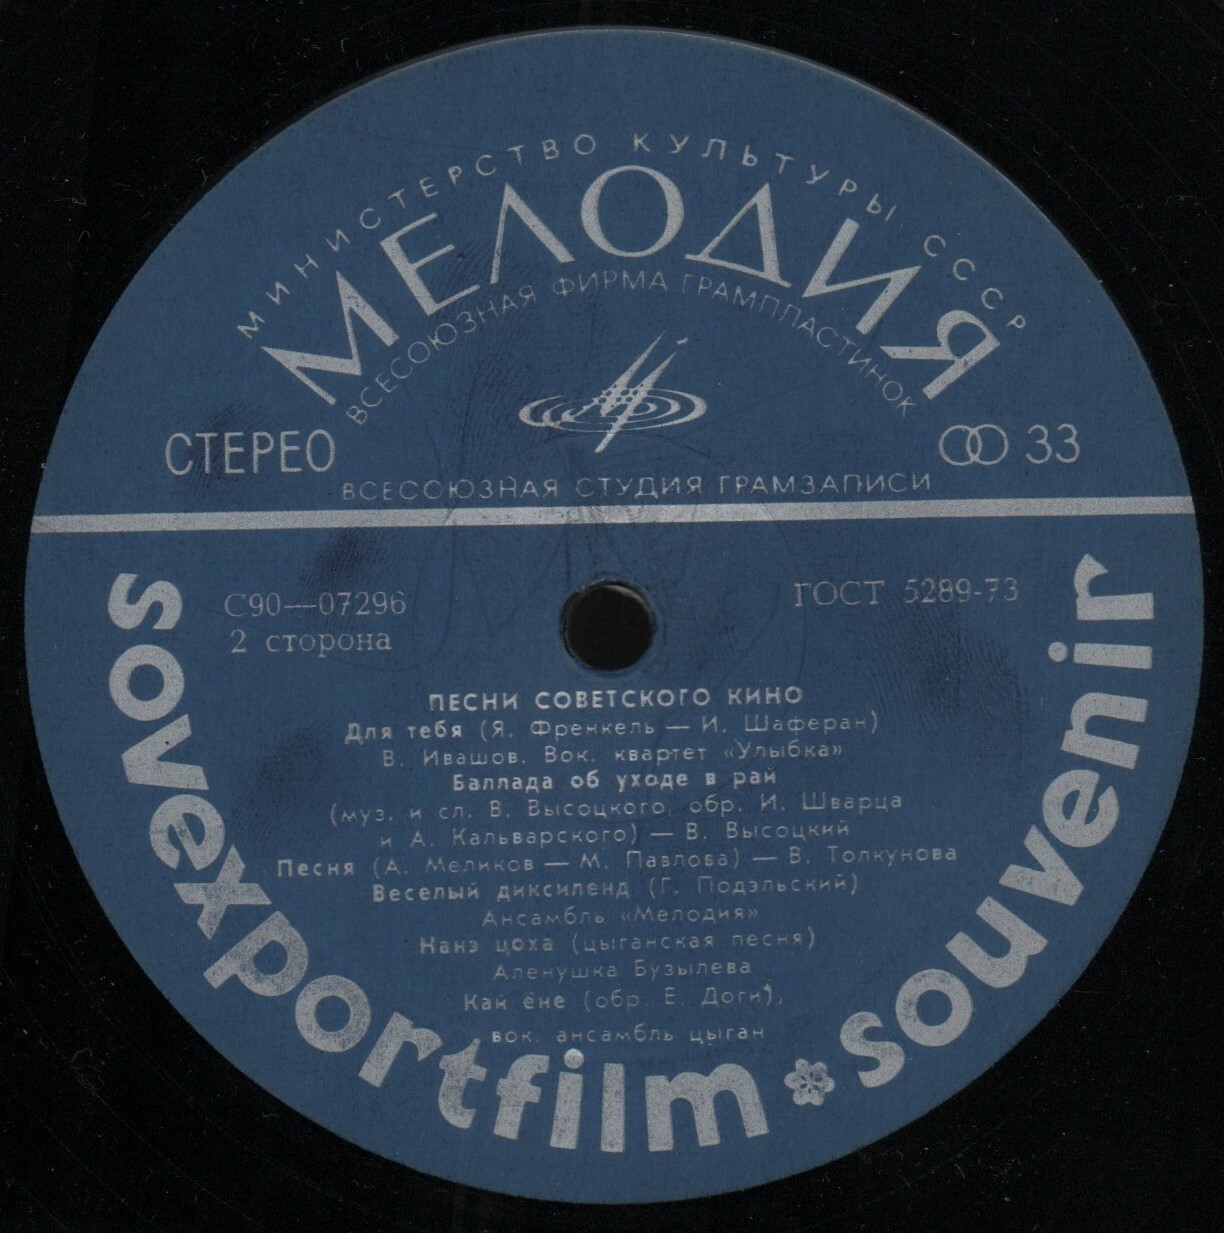 МИНИСТЕРСТВО КУЛЬТУРЫ СССР
МЕЛОДИЯ
ВСЕСОЮЗНАЯ ФИРМА ГРАМПЛАСТИНОК
СТЕРЕО
33
ВСЕСОЮЗНАЯ СТУДИЯ ГРАМЗАПИСИ
С90—07296
ГОСТ 5289-73
2 сторона
ПЕСНИ СОВЕТСКОГО КИНО
Для тебя (Я. Френкель — И. Шаферан)
В. Ивашов. Вок. квартет «Улыбка»
Баллада об уходе в рай
(муз. и сл. В. Высоцкого, обр. И. Шварца
и А. Кальварского) — В. Высоцкий
Песня (А. Меликов — М. Павлова) — В. Толкунова
Веселый диксиленд (Г. Подэльский)
Ансамбль «Мелодия»
Нанэ цоха (цыганская песня)
Аленушка Бузылева
Кай ёне (обр. Е. Доги),
вок. ансамбль цыган
sovexportfilm souvenir